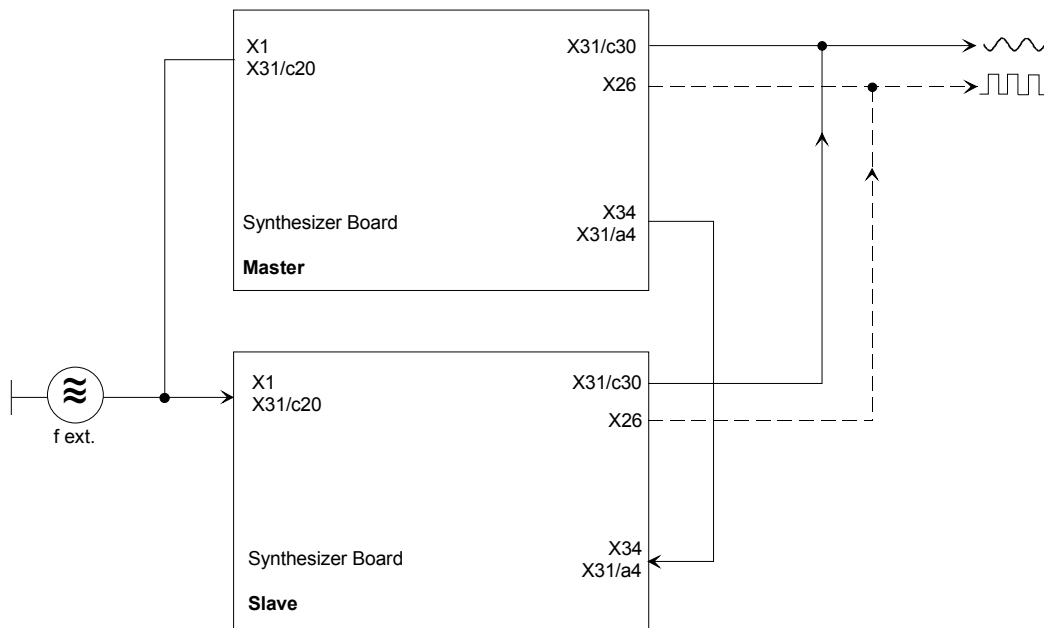 X1
X31/c20
X31/c30
X26
X34
X31/a4
Synthesizer Board
Master
f ext.
X1
X31/c20
X31/c30
X26
X34
X31/a4
Synthesizer Board
Slave